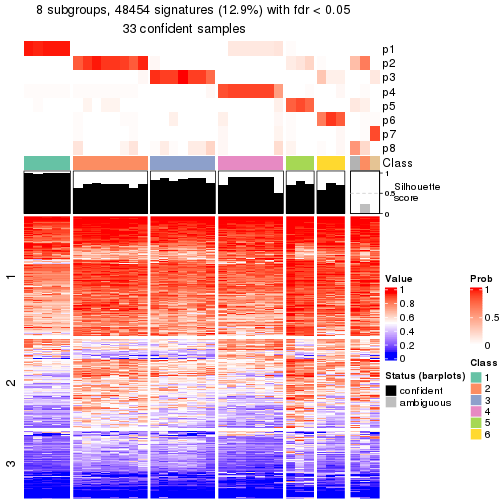 8 subgroups, 48454 signatures (12.9%) with fdr < 0.05
33 confident samples
p1
p2
p3
p4
p5
p6
p7
p8
Class
1
0.5
0
Silhouette
score
1
2
3
Value
1
0.8
0.6
0.4
0.2
0
Prob
1
0.5
0
Status (barplots)
confident
ambiguous
Class
1
2
3
4
5
6